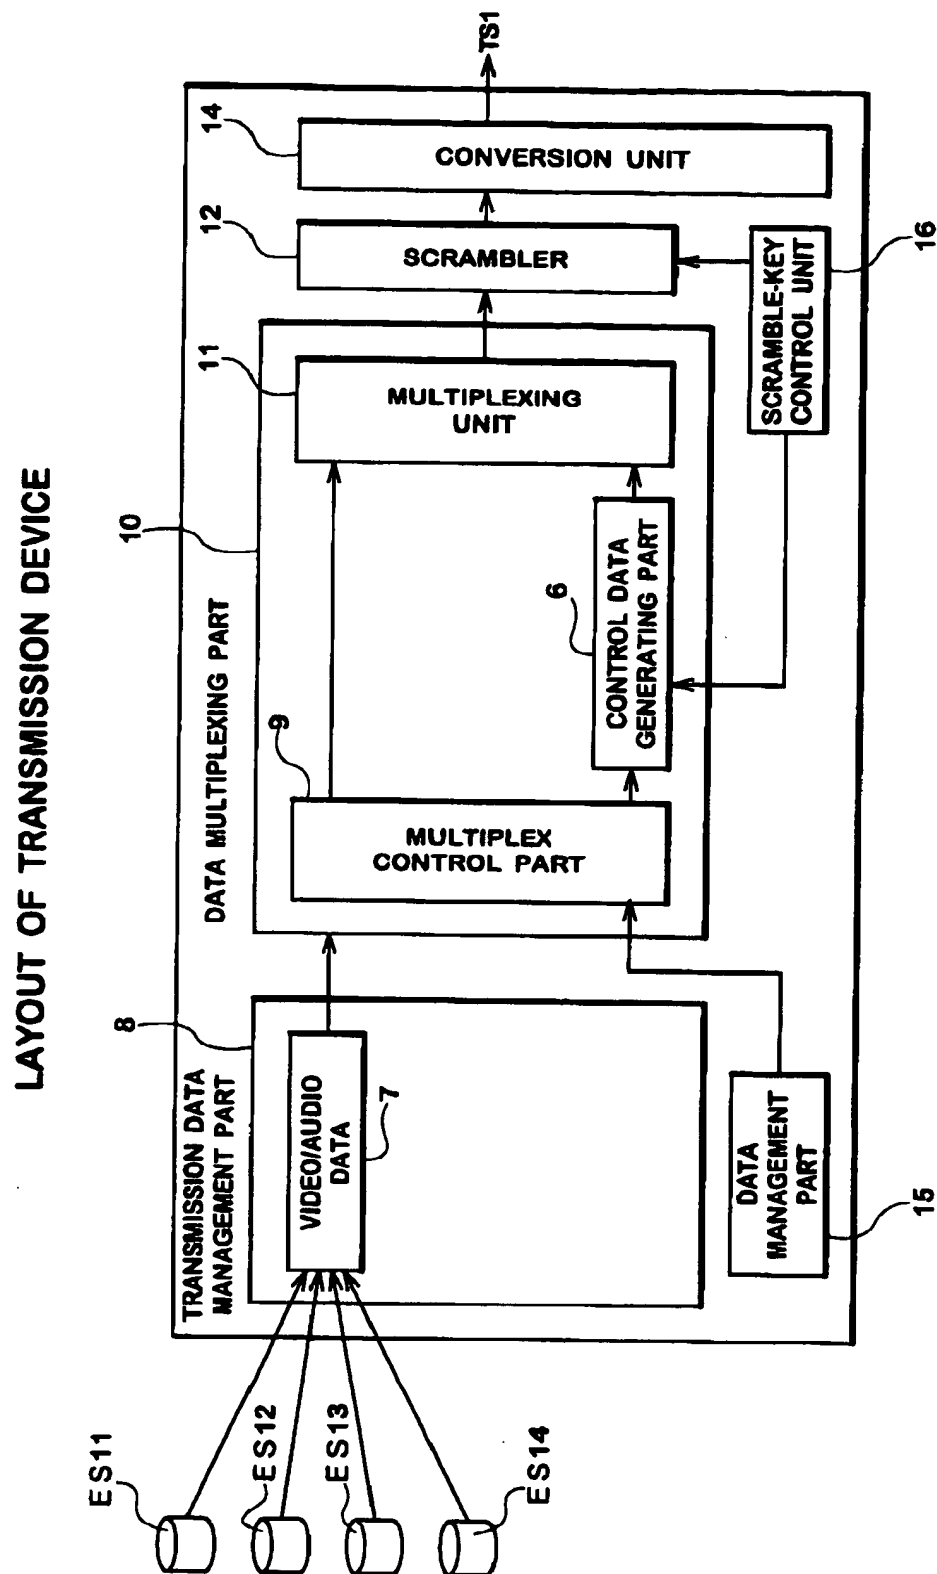 LAYOUT OF TRANSMISSION DEVICE
TRANSMISSION DATA
MANAGEMENT PART
8
DATA MULTIPLEXING PART
10
ES11
ES12
ES13
ES14
VIDEO/AUDIO
DATA
7
9
MULTIPLEX
CONTROL PART
6
CONTROL DATA
GENERATING PART
11
MULTIPLEXING
UNIT
12
SCRAMBLER
14
CONVERSION UNIT
TS1
DATA
MANAGEMENT
PART
15
SCRAMBLE-KEY
CONTROL UNIT
16